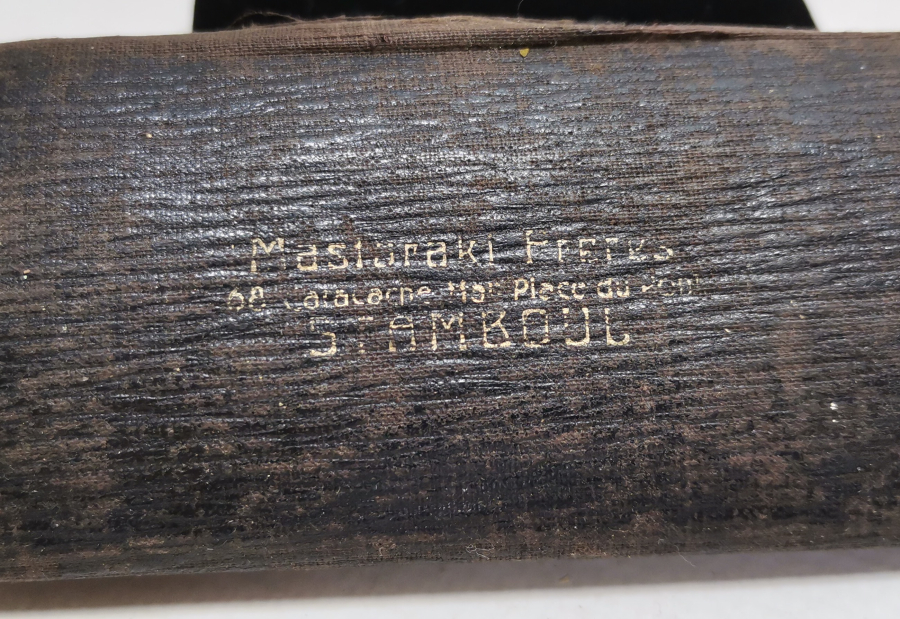 Mastoraki Freres
68 Place du
STAMBOUL